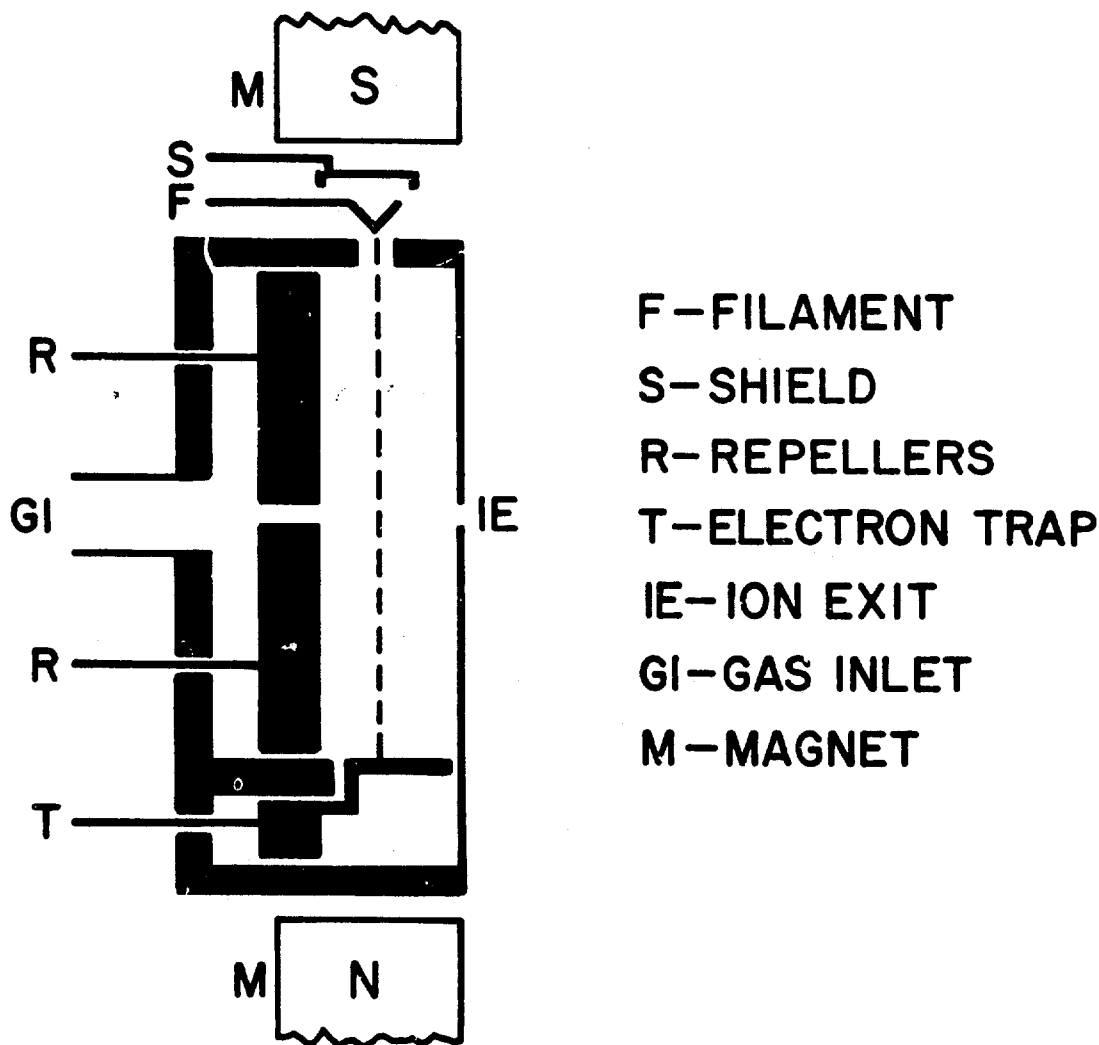 M S
S
F
R
GI IE
R
T
M N
F-FILAMENT
S-SHIELD
R-REPELLERS
T-ELECTRON TRAP
IE-ION EXIT
GI-GAS INLET
M-MAGNET